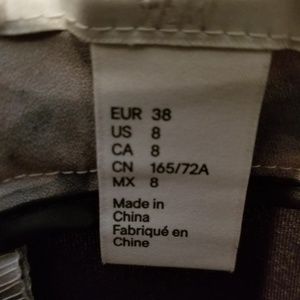 EUR 38
US 8
CA 8
CN 165/72A
MX 8
Made in
China
Fabriqué en
Chine